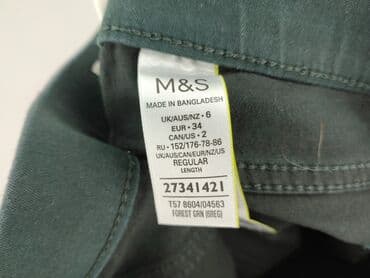 M&S
MADE IN BANGLADESH
UK/AUS/NZ • 6
EUR • 34
CAN/US • 2
RU • 152/176-78-86
UK/AUS/CAN/EUR/NZ/US
REGULAR
LENGTH
27341421
T57 8604/04563
FOREST GRN (0REG)